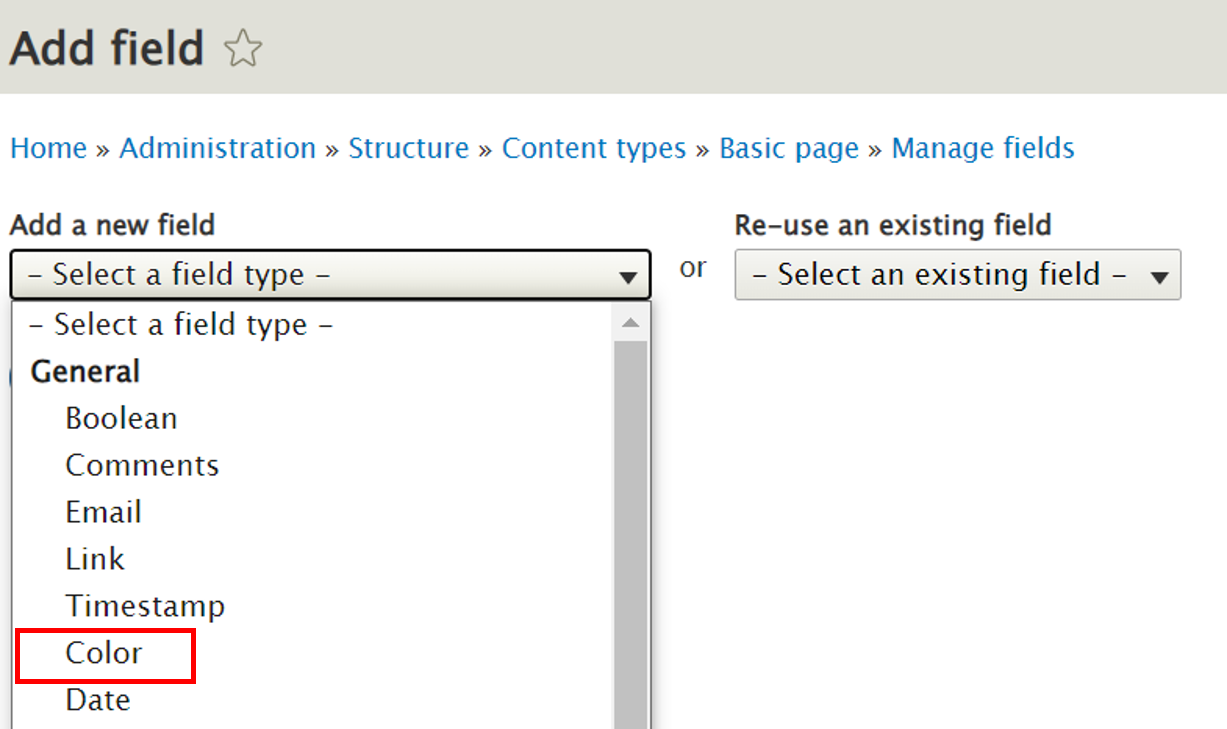 Add field
Home » Administration » Structure » Content types » Basic page » Manage fields
Add a new field
– Select a field type –
or
Re-use an existing field
– Select an existing field –
– Select a field type –
General
Boolean
Comments
Email
Link
Timestamp
Color
Date